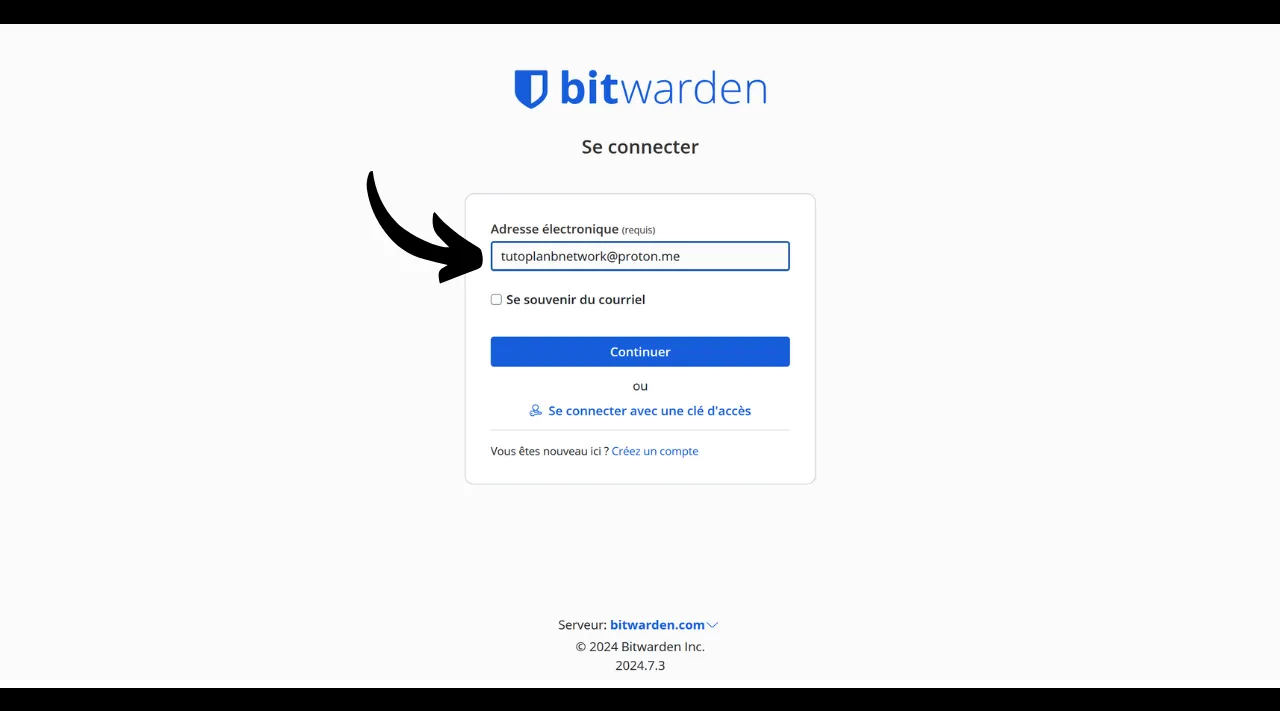 bitwarden
Se connecter
Adresse électronique (requis)
tutoplanbnetwork@proton.me
Se souvenir du courriel
Continuer
ou
Se connecter avec une clé d'accès
Vous êtes nouveau ici ? Créez un compte
Serveur: bitwarden.com
© 2024 Bitwarden Inc.
2024.7.3